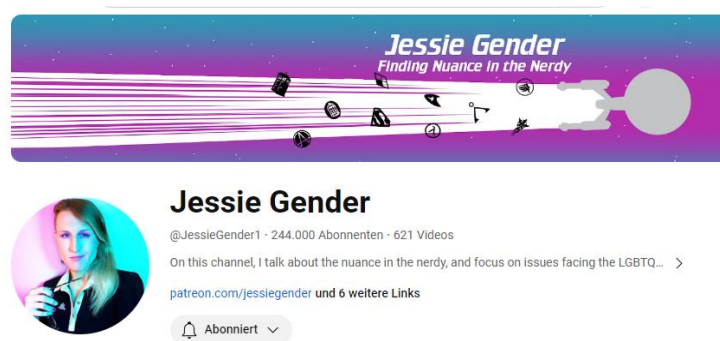 Jessie Gender
Finding Nuance in the Nerdy
Jessie Gender
@JessieGender1 · 244.000 Abonnenten · 621 Videos
On this channel, I talk about the nuance in the nerdy, and focus on issues facing the LGBTQ...
patreon.com/jessiegender und 6 weitere Links
Abonniert